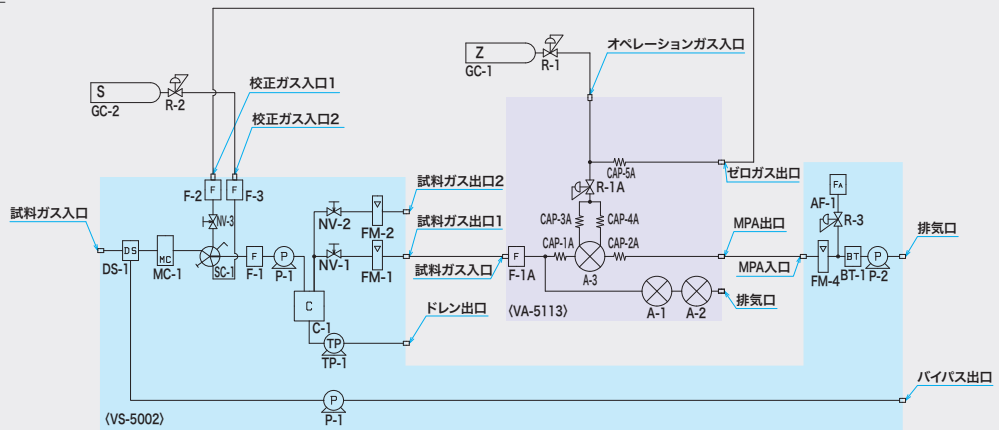 オペレーションガス入口
Z
GC-1
R-1
S
GC-2
R-2
校正ガス入口1
校正ガス入口2
F
F
F-2
F-3
CAP-5A
ゼロガス出口
R-1A
FA
AF-1
試料ガス出口2
試料ガス入口
NV-3
NV-2
FM-2
CAP-3A
CAP-4A
R-3
試料ガス出口1
MPA出口
排気口
DS
DS-1
MC
MC-1
SC-1
F
F-1
P
P-1
NV-1
FM-1
試料ガス入口
F
F-1A
CAP-1A
CAP-2A
A-3
MPA入口
FM-4
BT
BT-1
P
P-2
C
C-1
ドレン出口
〈VA-5113〉
A-1
A-2
排気口
TP
TP-1
バイパス出口
P
P-1
〈VS-5002〉